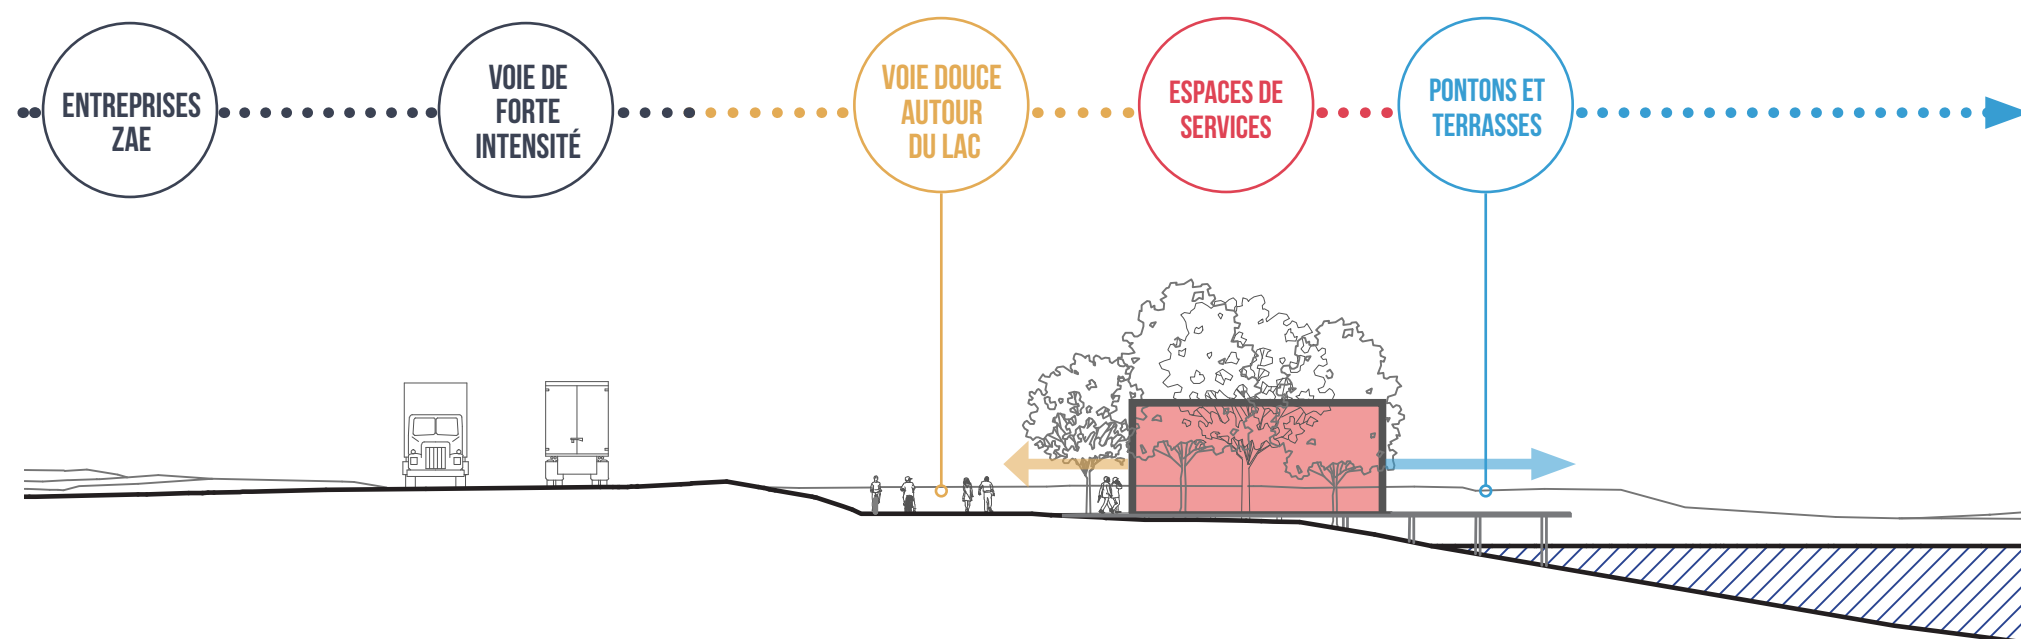 ENTREPRISES
ZAE
VOIE DE
FORTE
INTENSITÉ
VOIE DOUCE
AUTOUR
DU LAC
ESPACES DE
SERVICES
PONTONS ET
TERRASSES